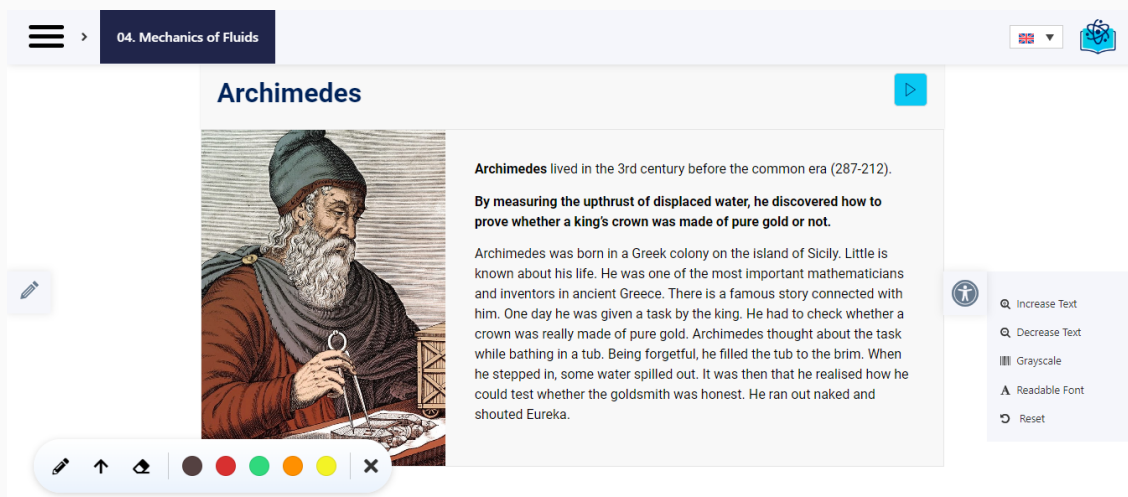 04. Mechanics of Fluids
Archimedes
Archimedes lived in the 3rd century before the common era (287-212).
By measuring the upthrust of displaced water, he discovered how to
prove whether a king's crown was made of pure gold or not.
Archimedes was born in a Greek colony on the island of Sicily. Little is
known about his life. He was one of the most important mathematicians
and inventors in ancient Greece. There is a famous story connected with
him. One day he was given a task by the king. He had to check whether a
crown was really made of pure gold. Archimedes thought about the task
while bathing in a tub. Being forgetful, he filled the tub to the brim. When
he stepped in, some water spilled out. It was then that he realised how he
could test whether the goldsmith was honest. He ran out naked and
shouted Eureka.
Increase Text
Decrease Text
Grayscale
Readable Font
Reset